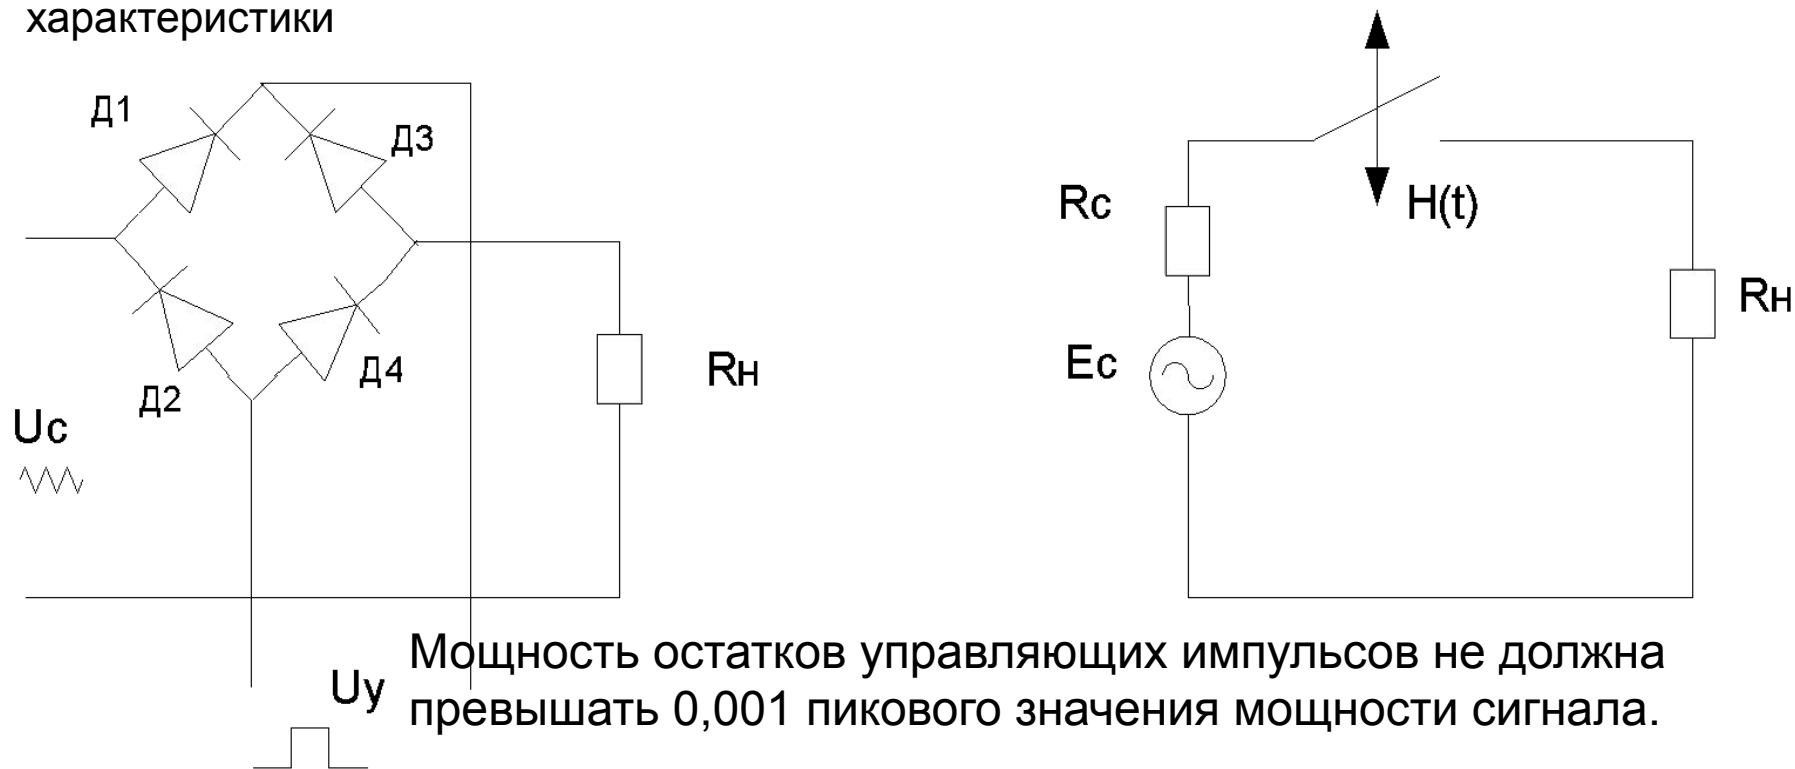 характеристики
Д1
Д3
Д2
Д4
Uc
Rн
Uy
Rc
Ec
H(t)
Rн
Мощность остатков управляющих импульсов не должна
превышать 0,001 пикового значения мощности сигнала.